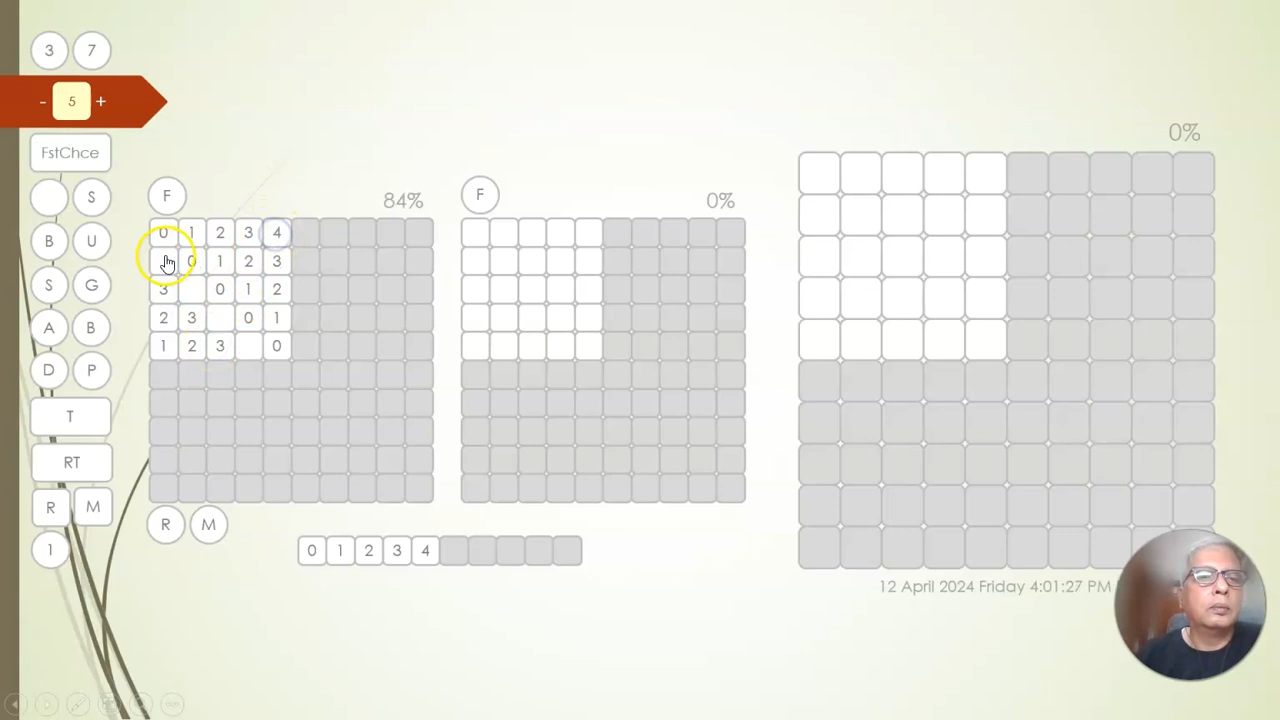 3 7
- 5 +
FstChce
S
B U
S G
A B
D P
T
RT
R M
1
F 84%
0 1 2 3 4
0 1 2 3
3 0 1 2
2 3 0 1
1 2 3 0
R M
F 0%
0 1 2 3 4
0%
12 April 2024 Friday 4:01:27 PM